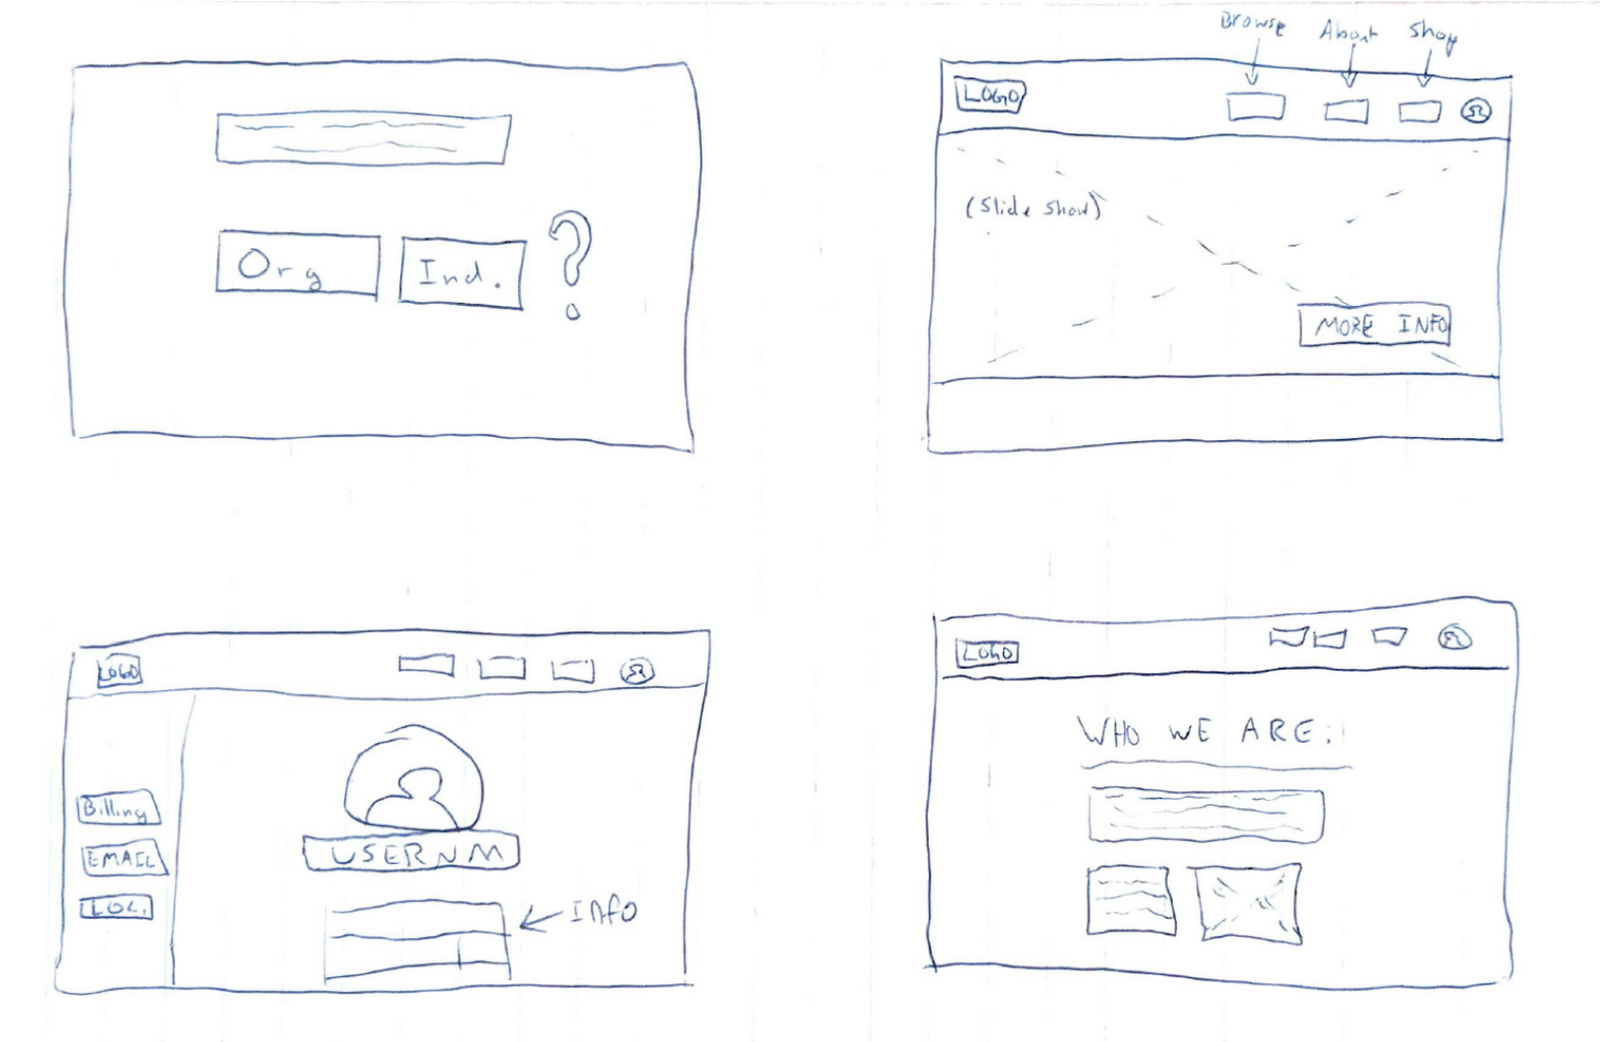 Org
Ind.
?
Browse
About
Shop
LOGO
(Slide Show)
MORE INFO
LOGO
Billing
EMAIL
LOC.
USERNM
Info
LOGO
WHO WE ARE: